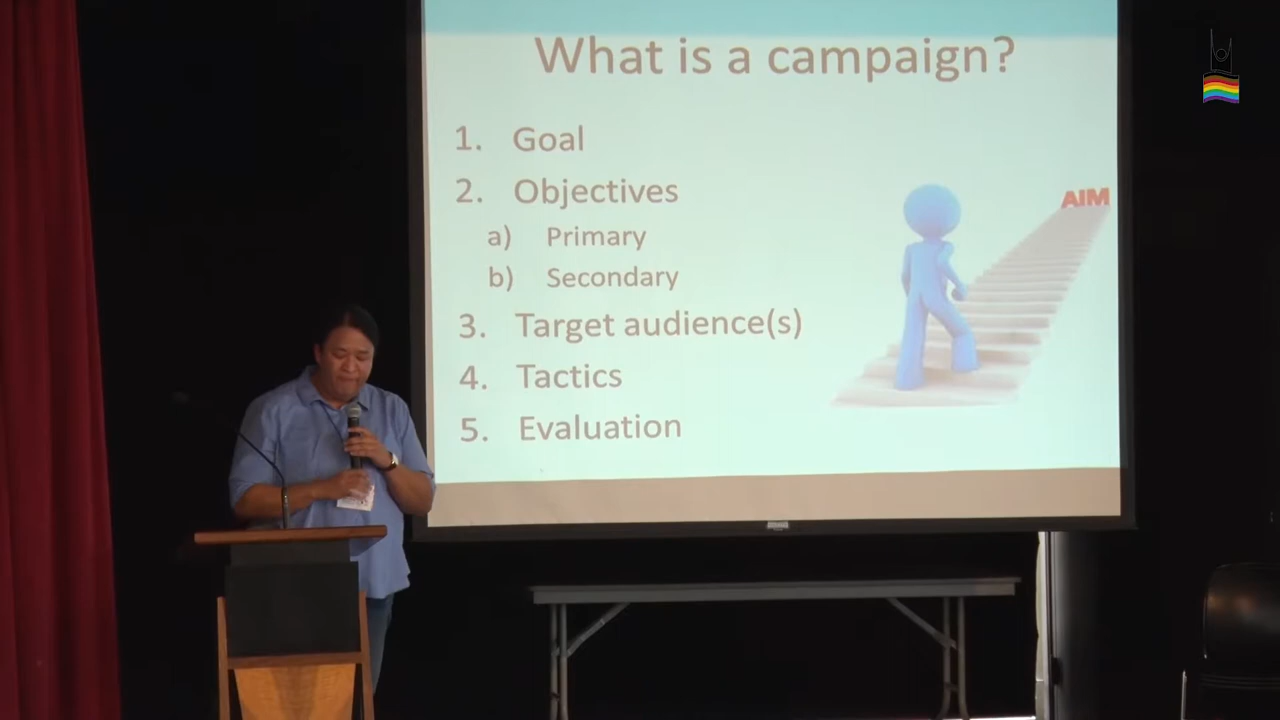 What is a campaign?
1. Goal
2. Objectives
a) Primary
b) Secondary
3. Target audience(s)
4. Tactics
5. Evaluation
AIM